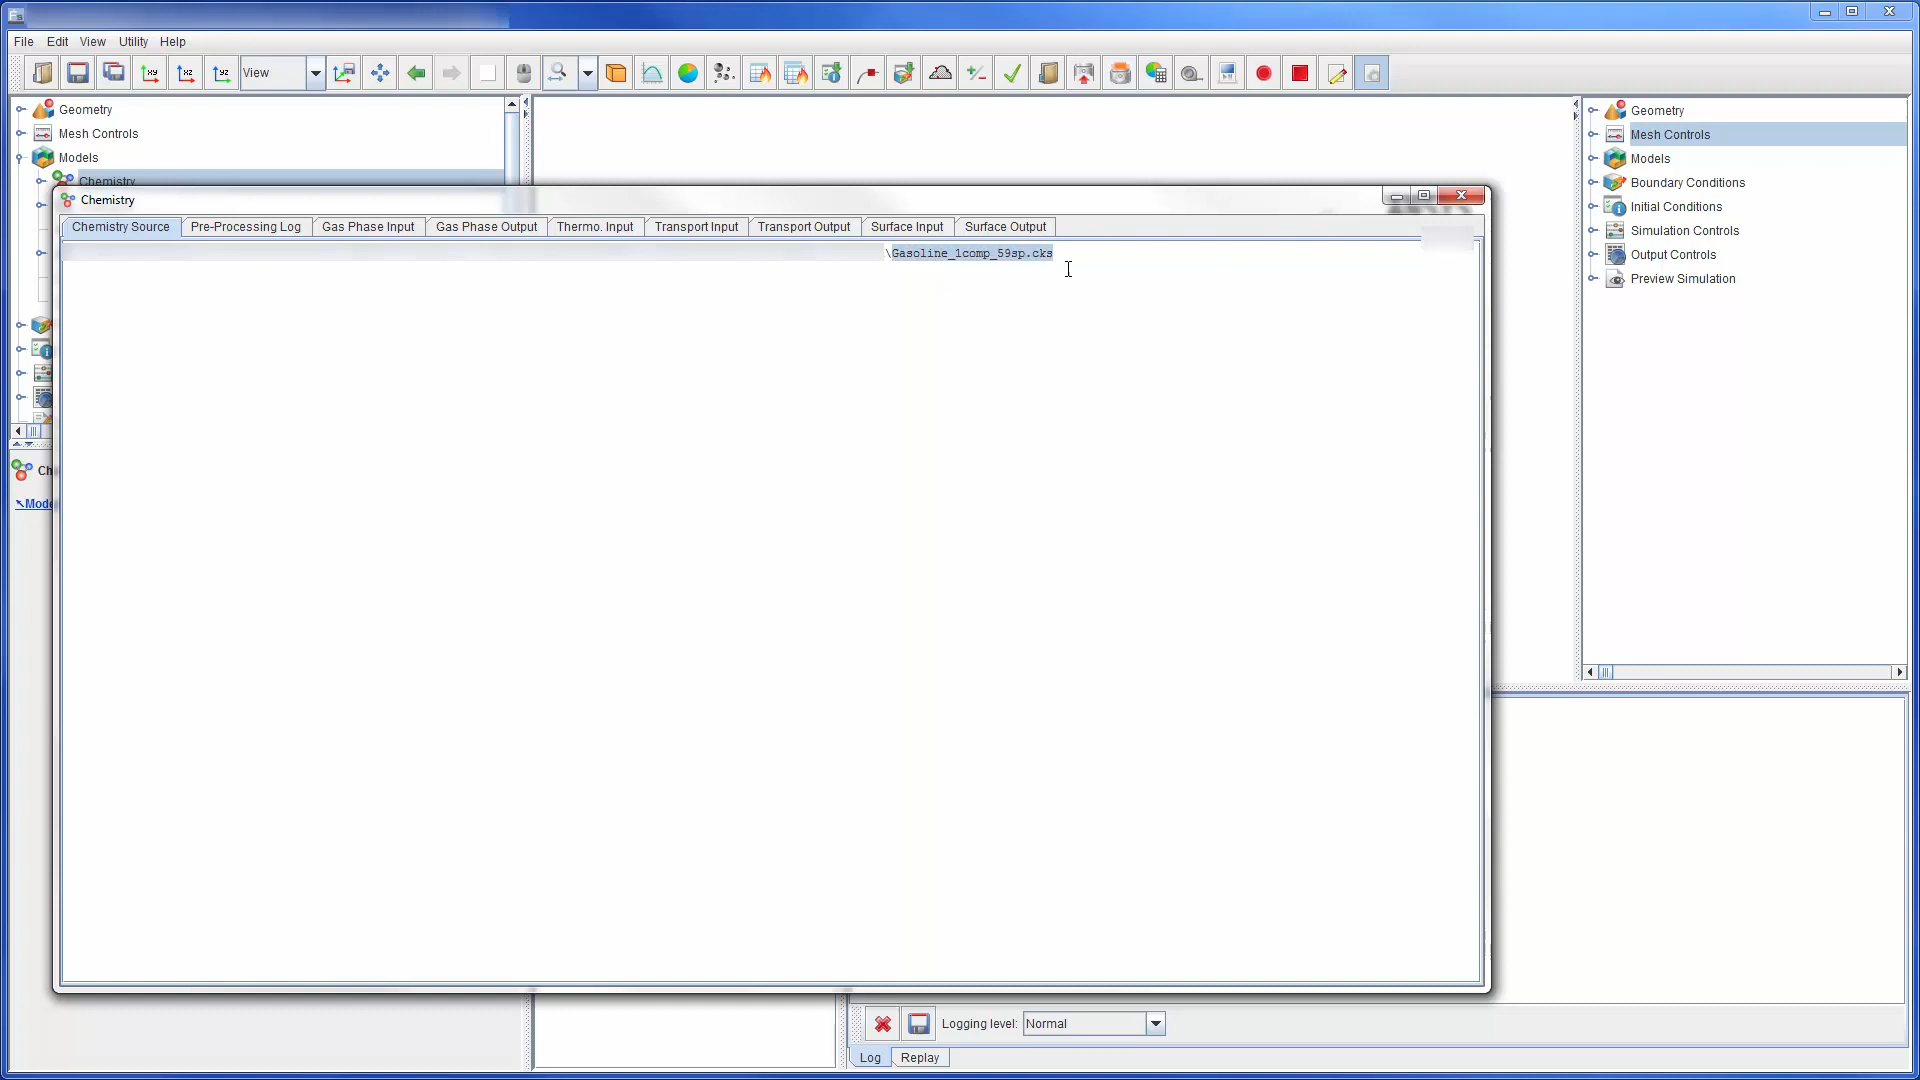 File Edit View Utility Help
View
Geometry
Mesh Controls
Models
Chemistry
Chemistry
Chemistry Source Pre-Processing Log Gas Phase Input Gas Phase Output Thermo. Input Transport Input Transport Output Surface Input Surface Output
\Gasoline_1comp_59sp.cks
Geometry
Mesh Controls
Models
Boundary Conditions
Initial Conditions
Simulation Controls
Output Controls
Preview Simulation
Logging level: Normal
Log Replay